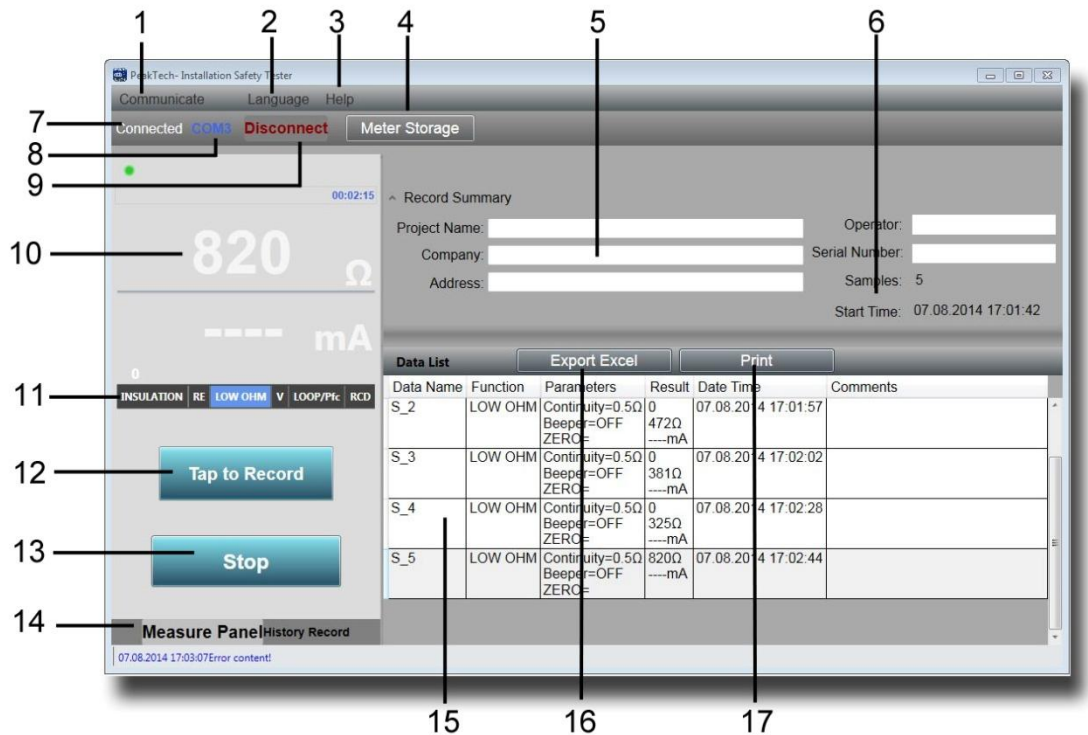 1 2 3 4 5 6
PeakTech- Installation Safety Tester
Communicate Language Help
7 Connected COM3 Disconnect Meter Storage
8
9
00:02:15
Record Summary
Project Name: Operator:
10 820 Ω Company: Serial Number:
Address: Samples: 5
Start Time: 07.08.2014 17:01:42
---- mA
Data List Export Excel Print
0
11 INSULATION RE LOW OHM V LOOP/Pfc RCD
Data Name Function Parameters Result Date Time Comments
S_2 LOW OHM Continuity=0.5Ω 0 07.08.2014 17:01:57
Beeper=OFF 472Ω
ZERO= ----mA
S_3 LOW OHM Continuity=0.5Ω 0 07.08.2014 17:02:02
Beeper=OFF 381Ω
ZERO= ----mA
S_4 LOW OHM Continuity=0.5Ω 0 07.08.2014 17:02:28
Beeper=OFF 325Ω
ZERO= ----mA
S_5 LOW OHM Continuity=0.5Ω 820Ω 07.08.2014 17:02:44
Beeper=OFF ----mA
ZERO=
12 Tap to Record
13 Stop
14 Measure Panel History Record
07.08.2014 17:03:07Error content!
15 16 17